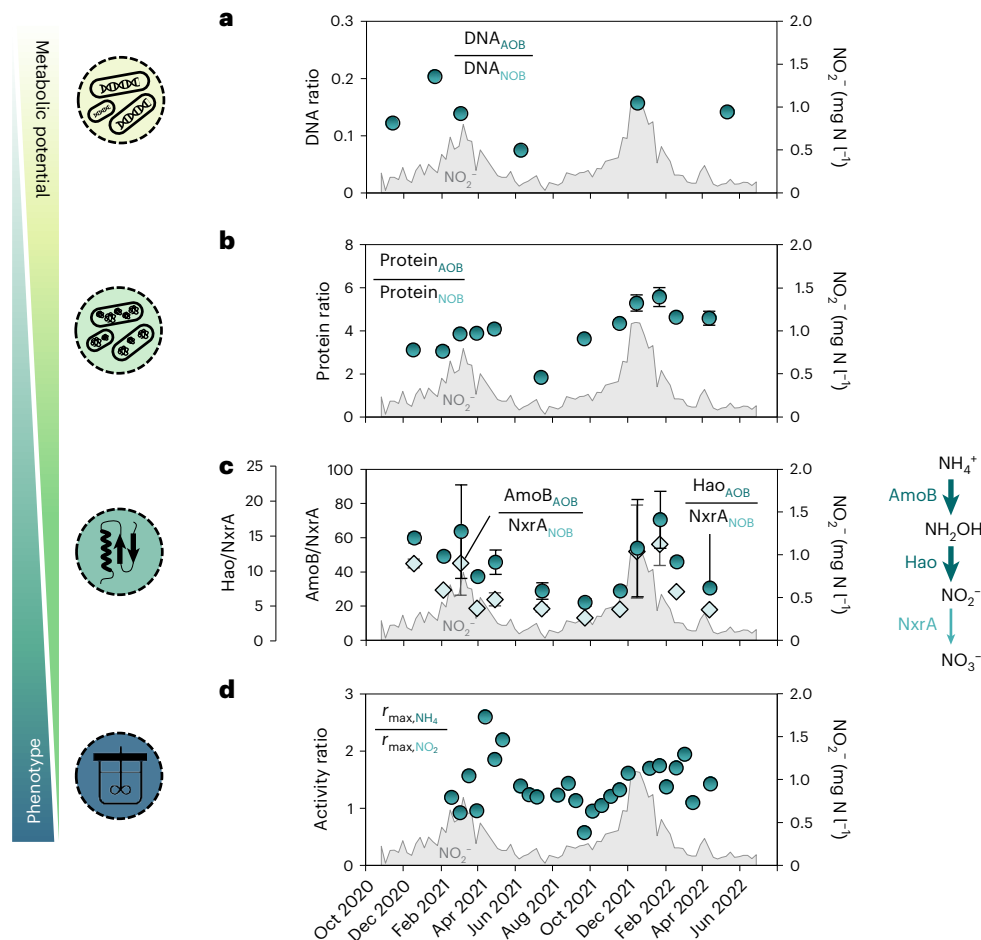 Metabolic potential
Phenotype
a
DNA ratio
0.3
0.2
0.1
0
DNA_AOB
DNA_NOB
NO₂⁻
2.0
1.5
1.0
0.5
0
NO₂⁻ (mg N l⁻¹)
b
Protein ratio
8
6
4
2
0
Protein_AOB
Protein_NOB
NO₂⁻
2.0
1.5
1.0
0.5
0
NO₂⁻ (mg N l⁻¹)
c
Hao/NxrA
25
20
15
10
5
0
AmoB/NxrA
100
80
60
40
20
0
AmoB_AOB
NxrA_NOB
Hao_AOB
NxrA_NOB
NO₂⁻
2.0
1.5
1.0
0.5
0
NO₂⁻ (mg N l⁻¹)
NH₄⁺
AmoB
NH₂OH
Hao
NO₂⁻
NxrA
NO₃⁻
d
Activity ratio
3
2
1
0
r_max,NH₄
r_max,NO₂
NO₂⁻
2.0
1.5
1.0
0.5
0
NO₂⁻ (mg N l⁻¹)
Oct 2020
Dec 2020
Feb 2021
Apr 2021
Jun 2021
Aug 2021
Oct 2021
Dec 2021
Feb 2022
Apr 2022
Jun 2022